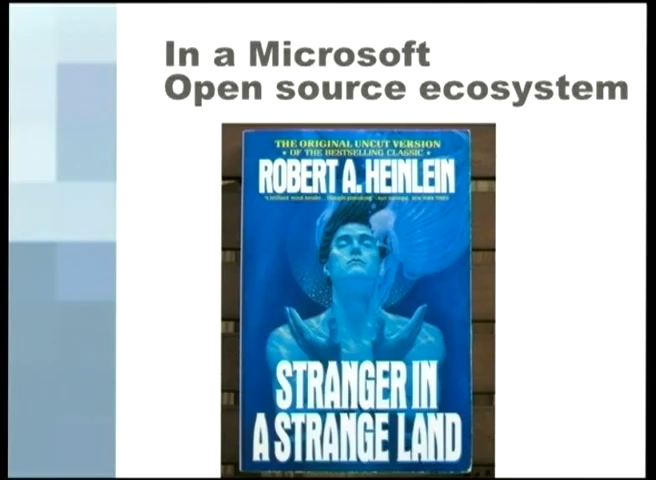 In a Microsoft
Open source ecosystem
THE ORIGINAL UNCUT VERSION
• OF THE BESTSELLING CLASSIC •
ROBERT A. HEINLEIN
STRANGER IN
A STRANGE LAND